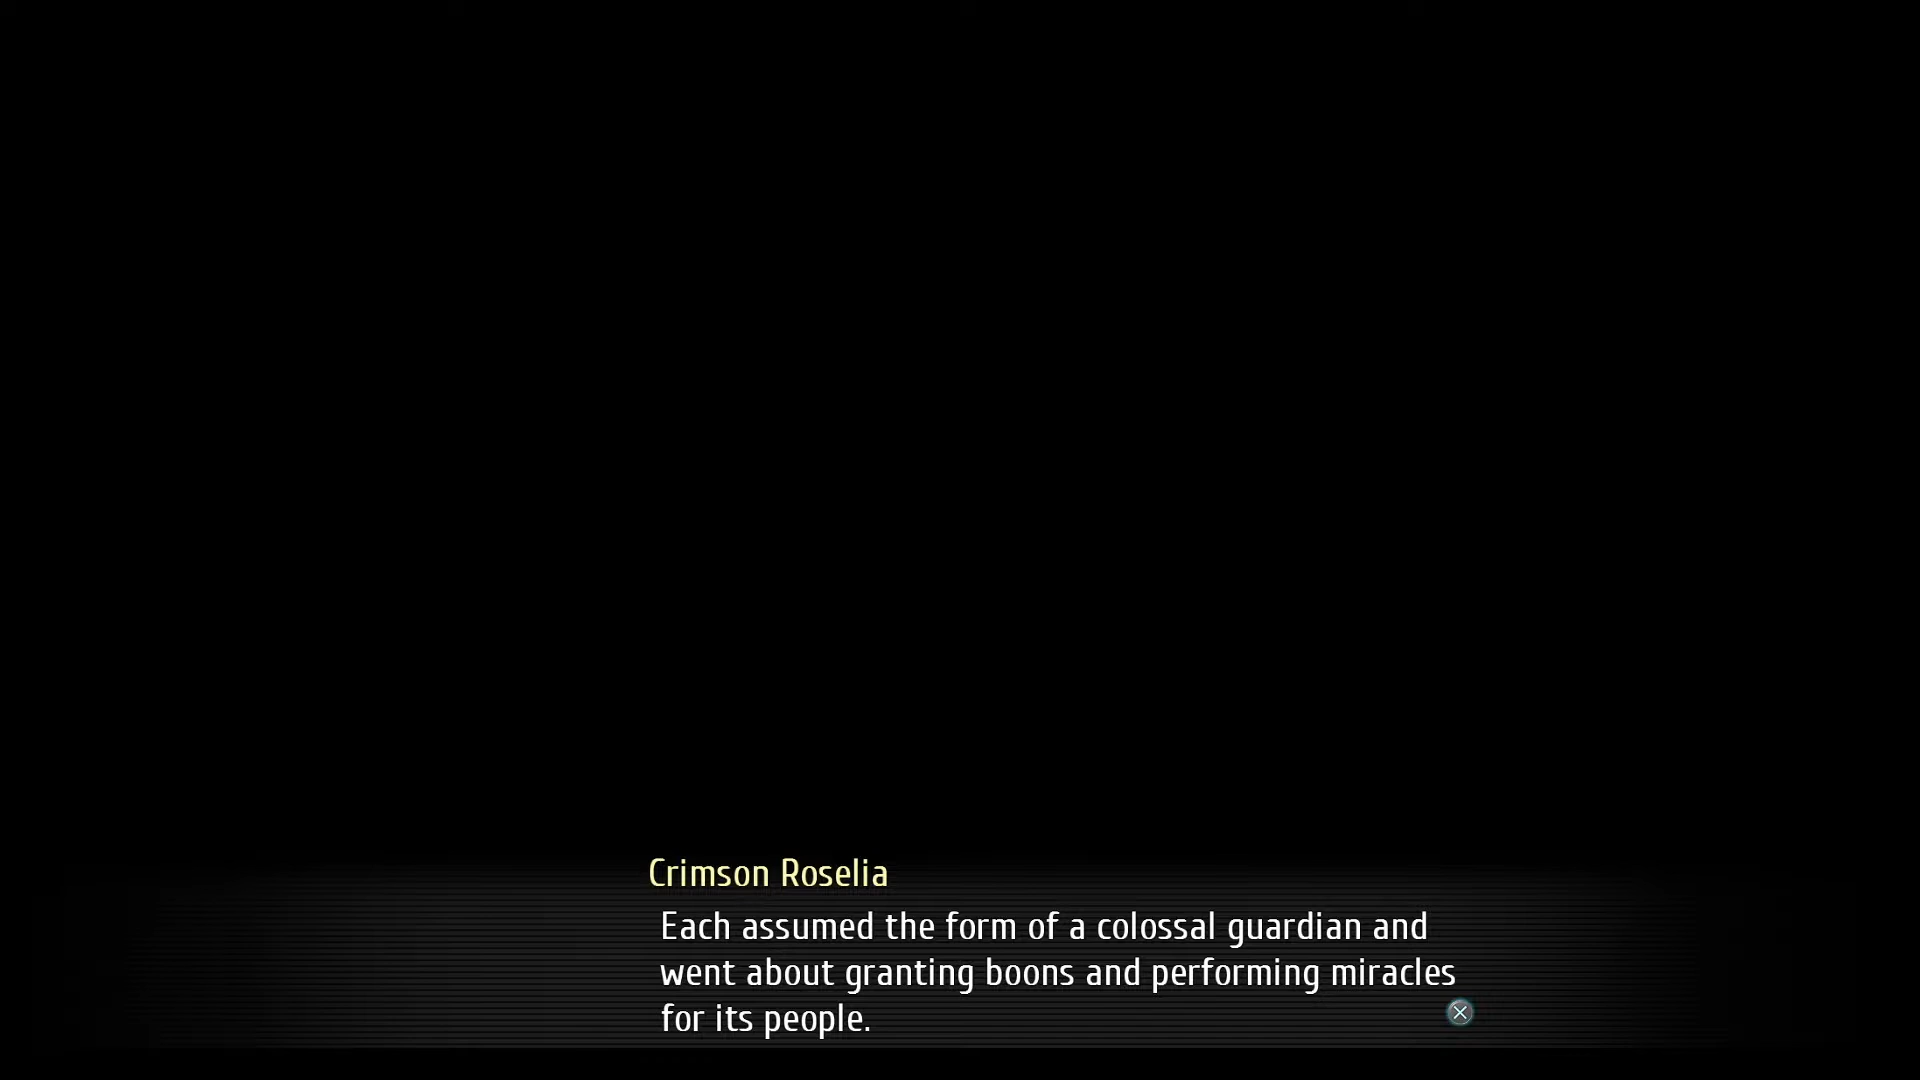 Crimson Roselia
Each assumed the form of a colossal guardian and
went about granting boons and performing miracles
for its people.